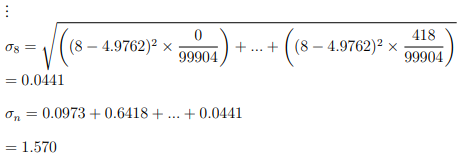 ⋮
σ₈ = √(((8 − 4.9762)² × 0/99904) + ... + ((8 − 4.9762)² × 418/99904))
= 0.0441
σₙ = 0.0973 + 0.6418 + ... + 0.0441
= 1.570